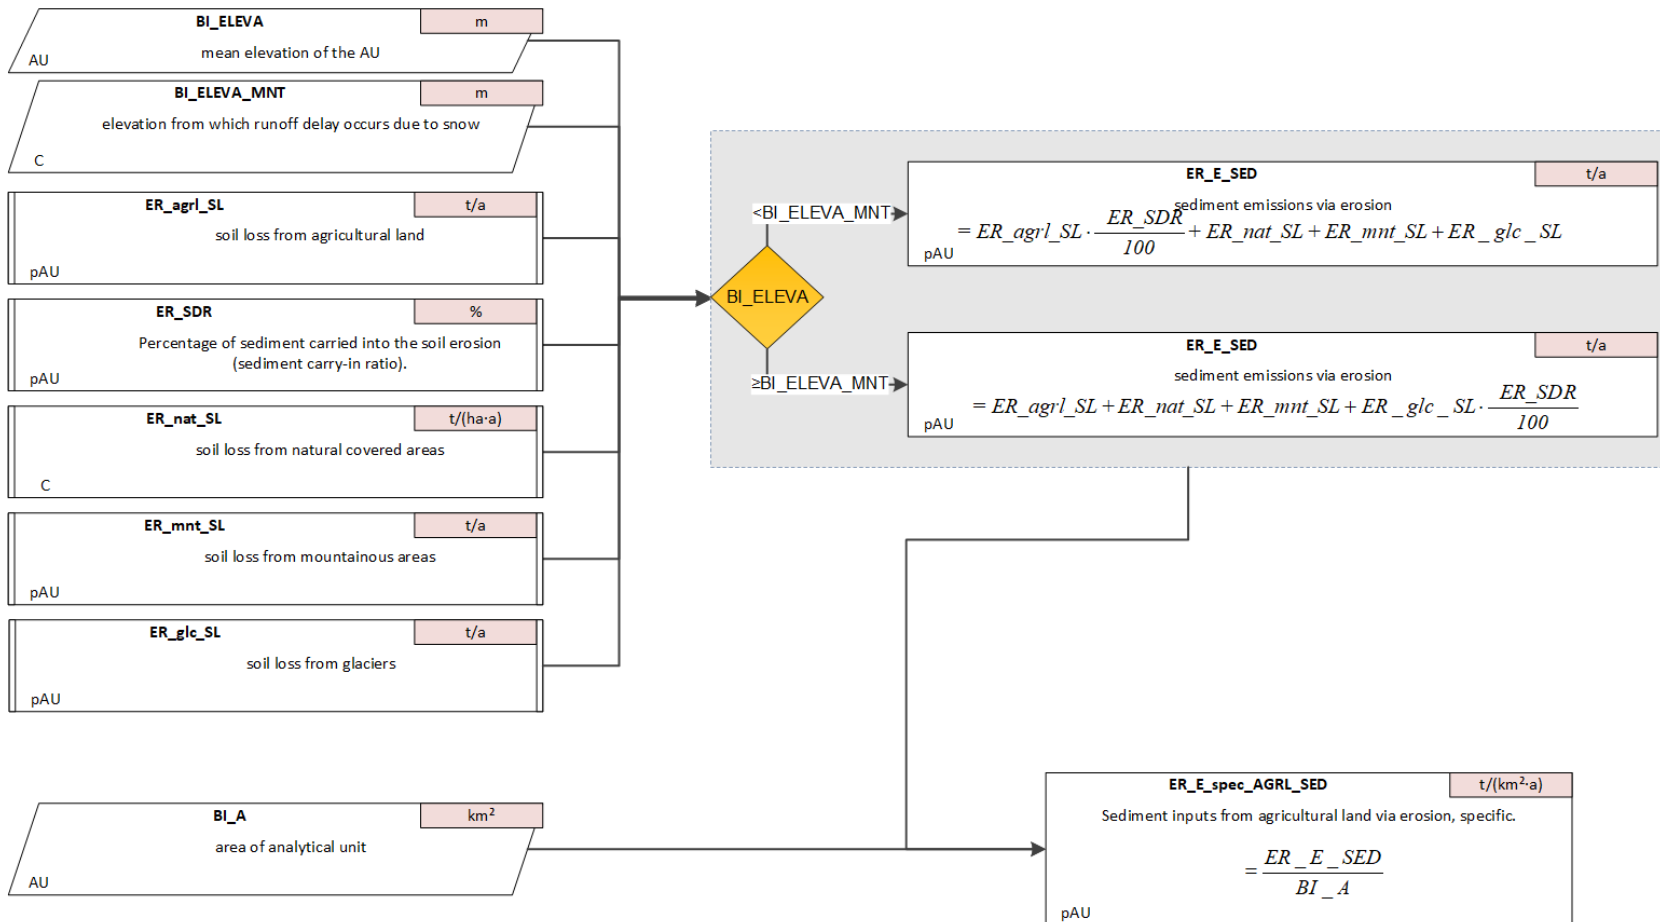 BI_ELEVA
m
mean elevation of the AU
AU
BI_ELEVA_MNT
m
elevation from which runoff delay occurs due to snow
C
ER_agrl_SL
t/a
soil loss from agricultural land
pAU
ER_SDR
%
Percentage of sediment carried into the soil erosion
(sediment carry-in ratio).
pAU
ER_nat_SL
t/(ha·a)
soil loss from natural covered areas
C
ER_mnt_SL
t/a
soil loss from mountainous areas
pAU
ER_glc_SL
t/a
soil loss from glaciers
pAU
BI_A
km²
area of analytical unit
AU
BI_ELEVA
<BI_ELEVA_MNT
≥BI_ELEVA_MNT
ER_E_SED
t/a
sediment emissions via erosion
= ER_agrl_SL · ER_SDR/100 + ER_nat_SL + ER_mnt_SL + ER_glc_SL
pAU
ER_E_SED
t/a
sediment emissions via erosion
= ER_agrl_SL + ER_nat_SL + ER_mnt_SL + ER_glc_SL · ER_SDR/100
pAU
ER_E_spec_AGRL_SED
t/(km²·a)
Sediment inputs from agricultural land via erosion, specific.
= ER_E_SED/BI_A
pAU